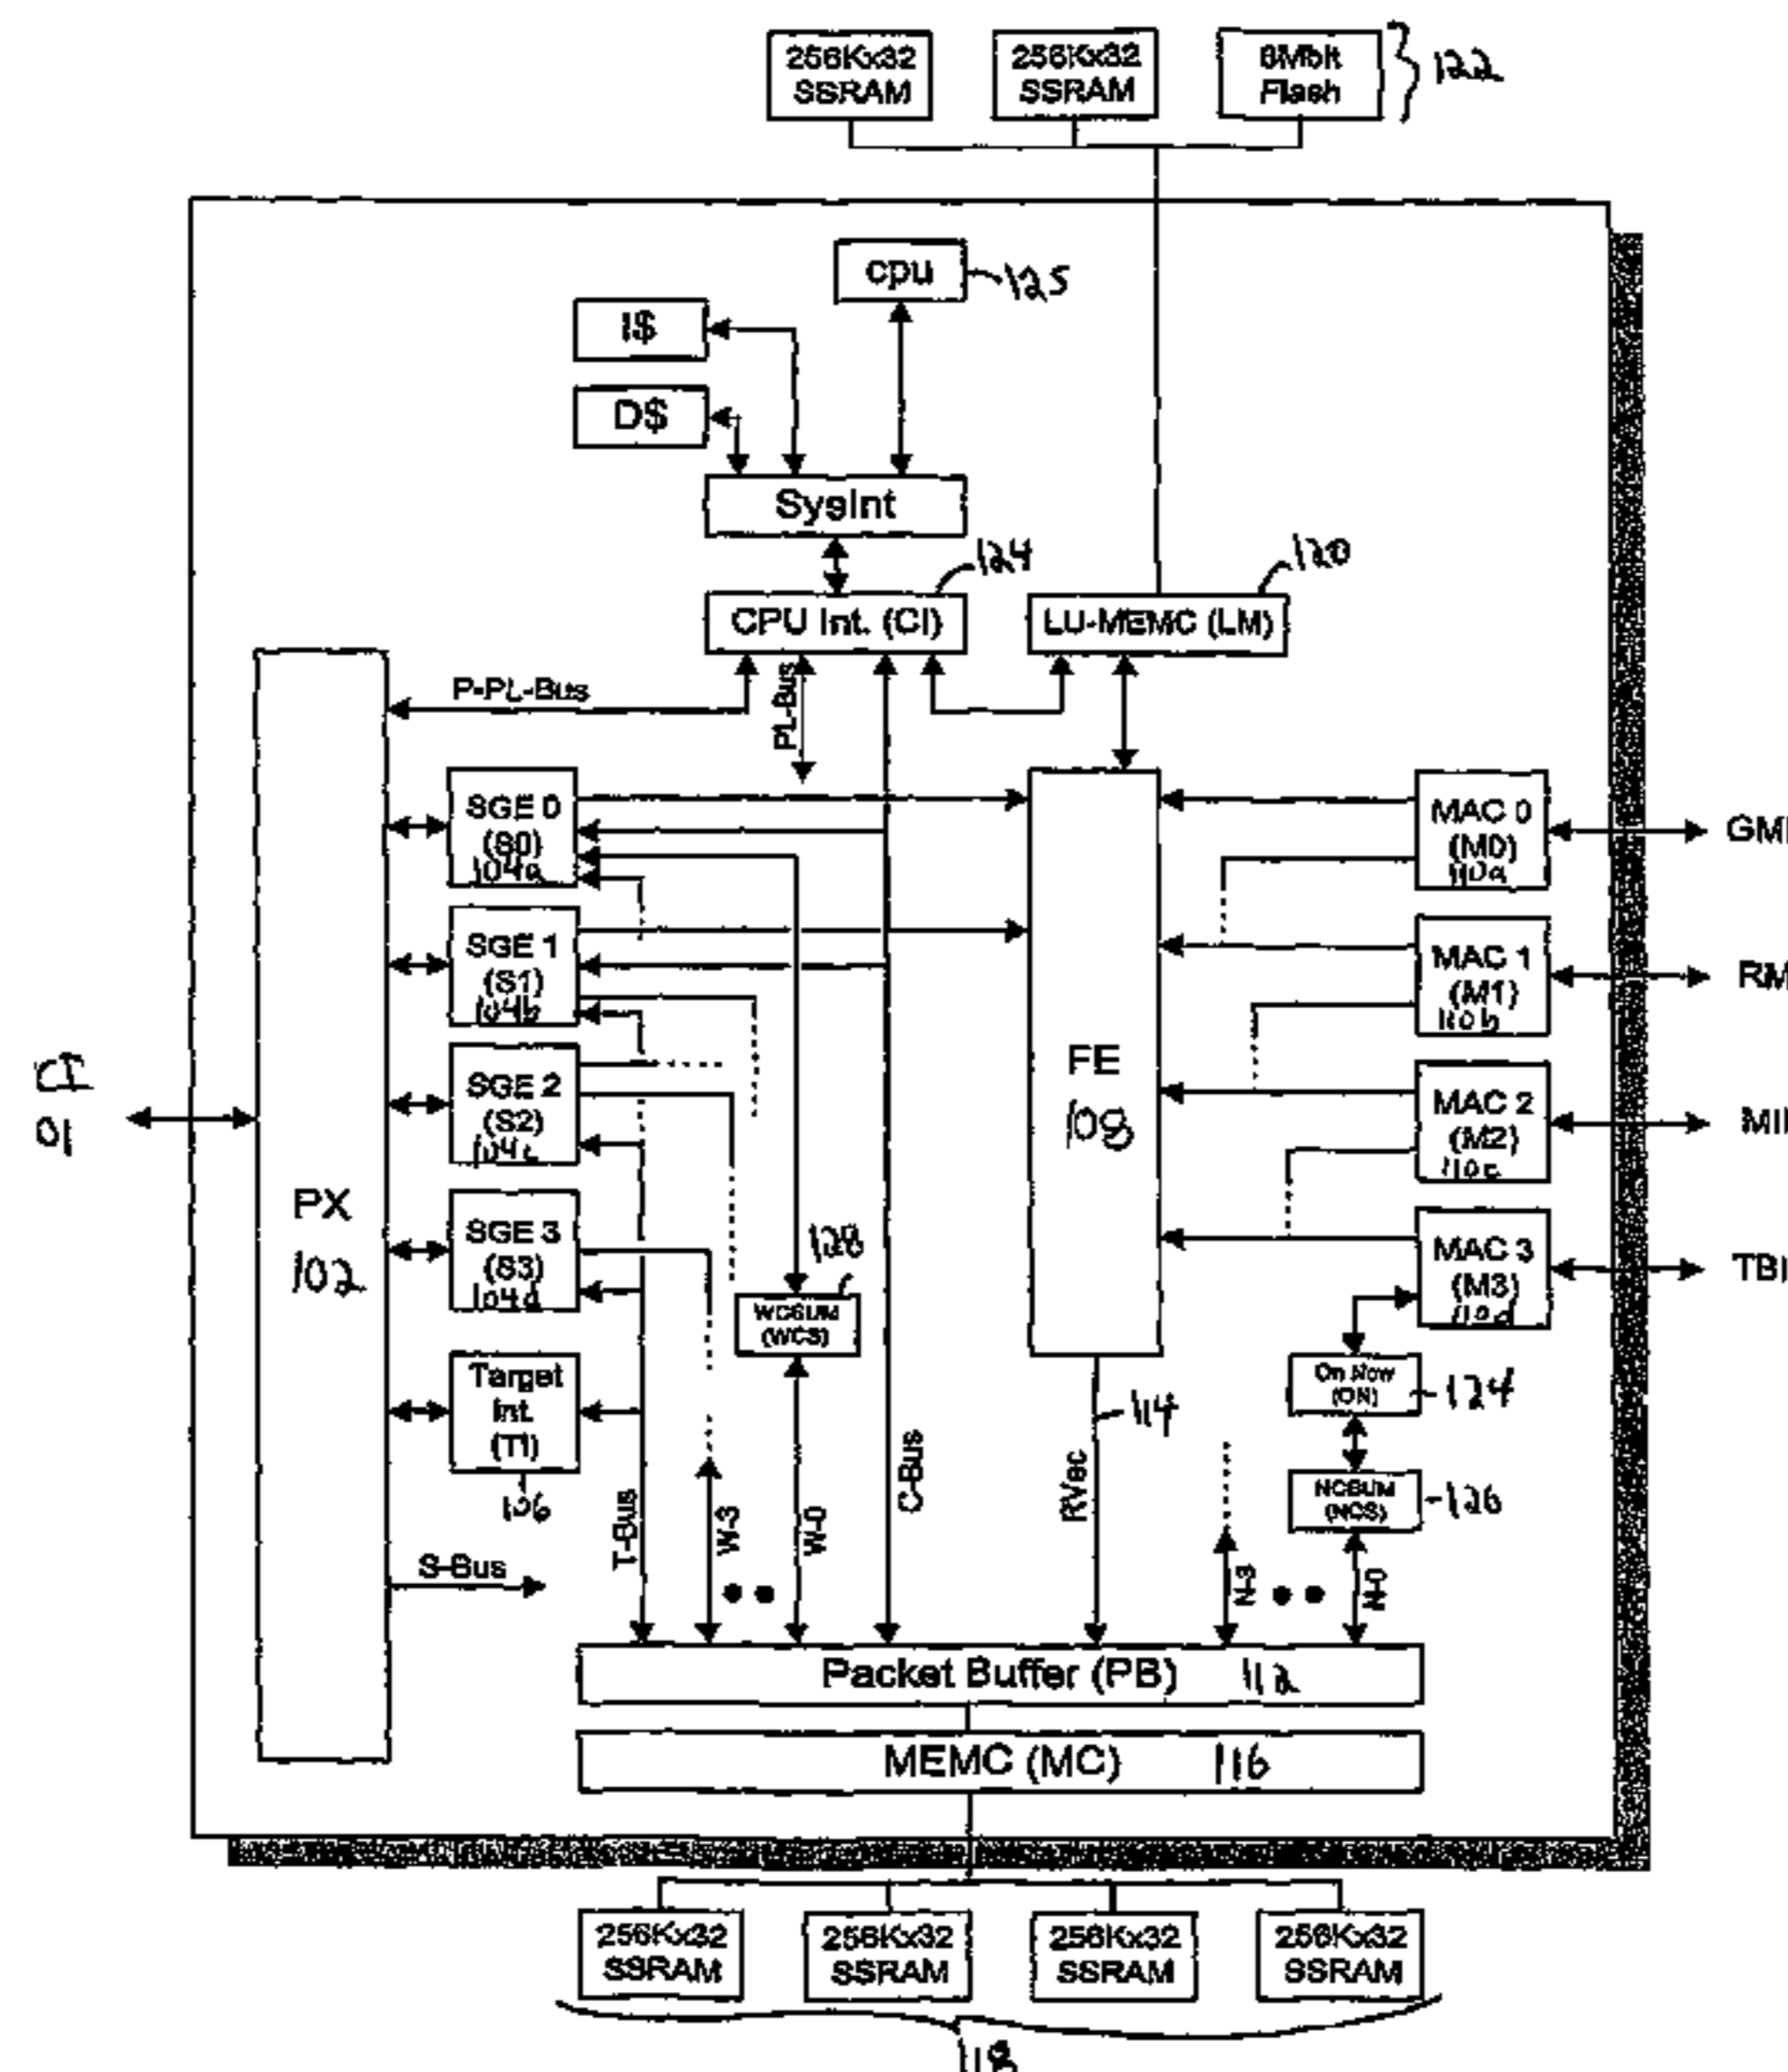 256Kx32
SSRAM
256Kx32
SSRAM
8Mbit
Flash
122
cpu
125
I$
D$
SysInt
124
120
CPU Int. (CI)
LU-MEMC (LM)
P-PL-Bus
PL-Bus
SGE 0
(S0)
104a
MAC 0
(M0)
110a
GMI
SGE 1
(S1)
104b
MAC 1
(M1)
110b
RM
FE
108
SGE 2
(S2)
104c
MAC 2
(M2)
110c
MII
01
PX
102
SGE 3
(S3)
104d
128
WCSUM
(WCS)
MAC 3
(M3)
110d
TBI
Target
Int.
(TI)
106
On Now
(ON)
124
114
NCSUM
(NCS)
126
S-Bus
T-Bus
W-3
W-0
C-Bus
RVec
N-3
N-0
Packet Buffer (PB)
112
MEMC (MC)
116
256Kx32
SSRAM
256Kx32
SSRAM
256Kx32
SSRAM
256Kx32
SSRAM
118